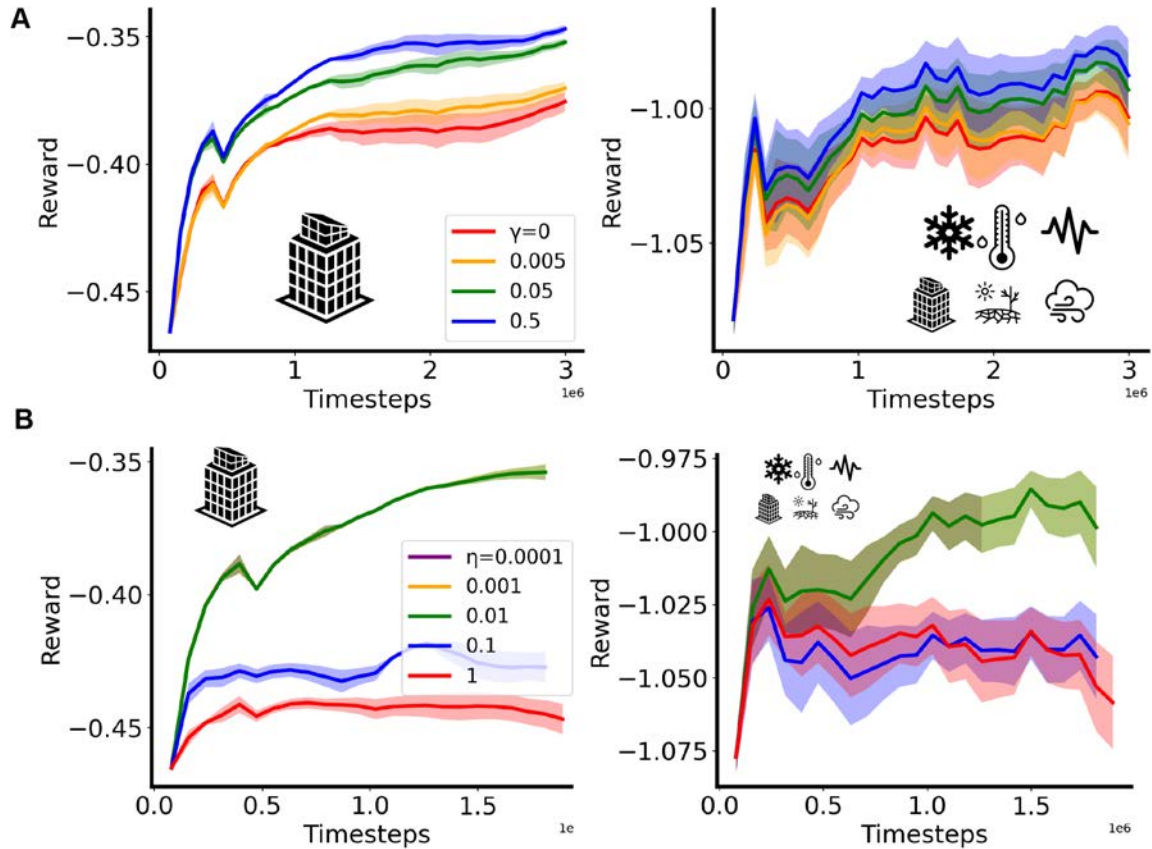 A
Reward
−0.35
−0.40
−0.45
γ=0
0.005
0.05
0.5
0
1
2
3
1e6
Timesteps
Reward
−1.00
−1.05
0
1
2
3
1e6
Timesteps
B
Reward
−0.35
−0.40
−0.45
η=0.0001
0.001
0.01
0.1
1
0.0
0.5
1.0
1.5
1e
Timesteps
Reward
−0.975
−1.000
−1.025
−1.050
−1.075
0.0
0.5
1.0
1.5
1e6
Timesteps